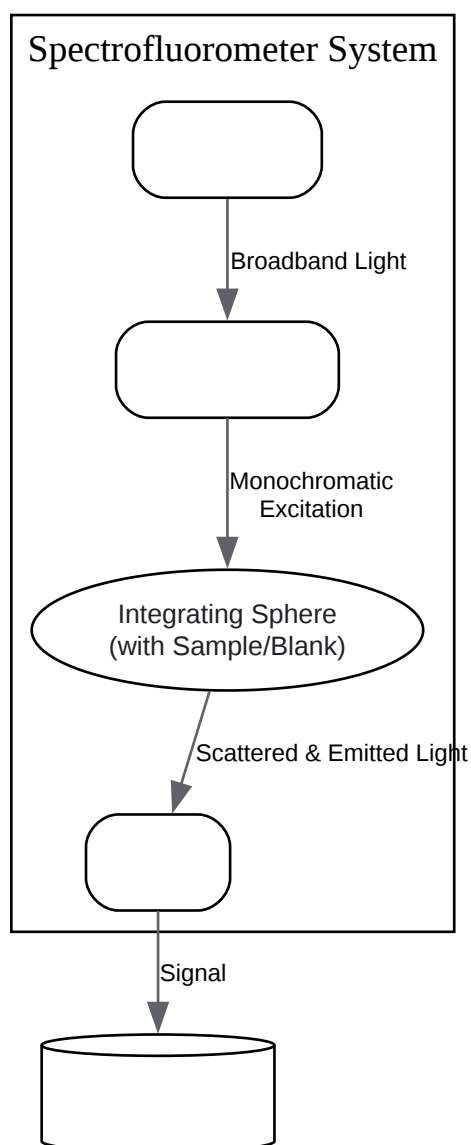 Spectrofluorometer System
Broadband Light
Monochromatic
Excitation
Integrating Sphere
(with Sample/Blank)
Scattered & Emitted Light
Signal